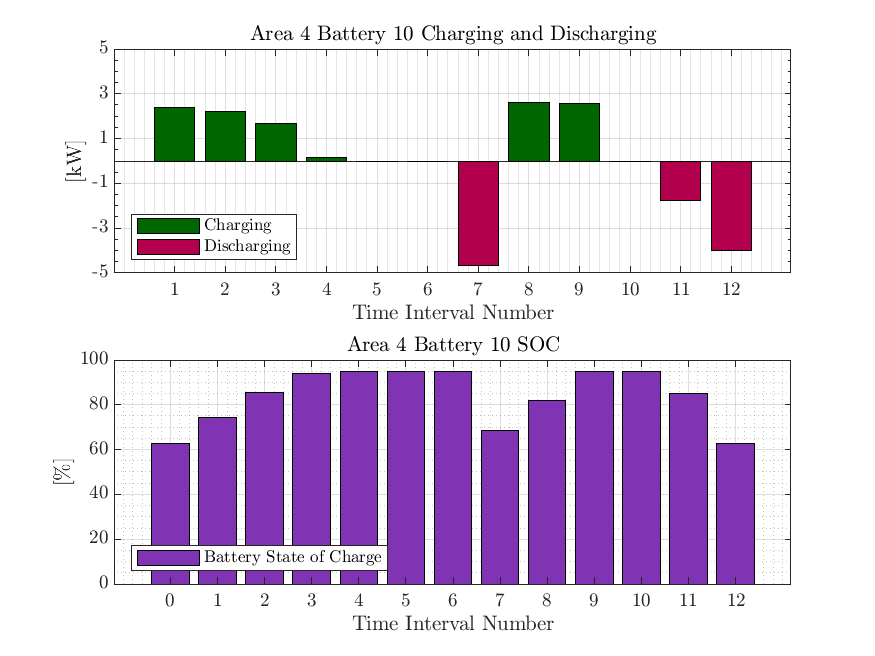 Area 4 Battery 10 Charging and Discharging
5
3
1
-1
-3
-5
[kW]
Charging
Discharging
1 2 3 4 5 6 7 8 9 10 11 12
Time Interval Number
Area 4 Battery 10 SOC
100
80
60
40
20
0
[%]
Battery State of Charge
0 1 2 3 4 5 6 7 8 9 10 11 12
Time Interval Number